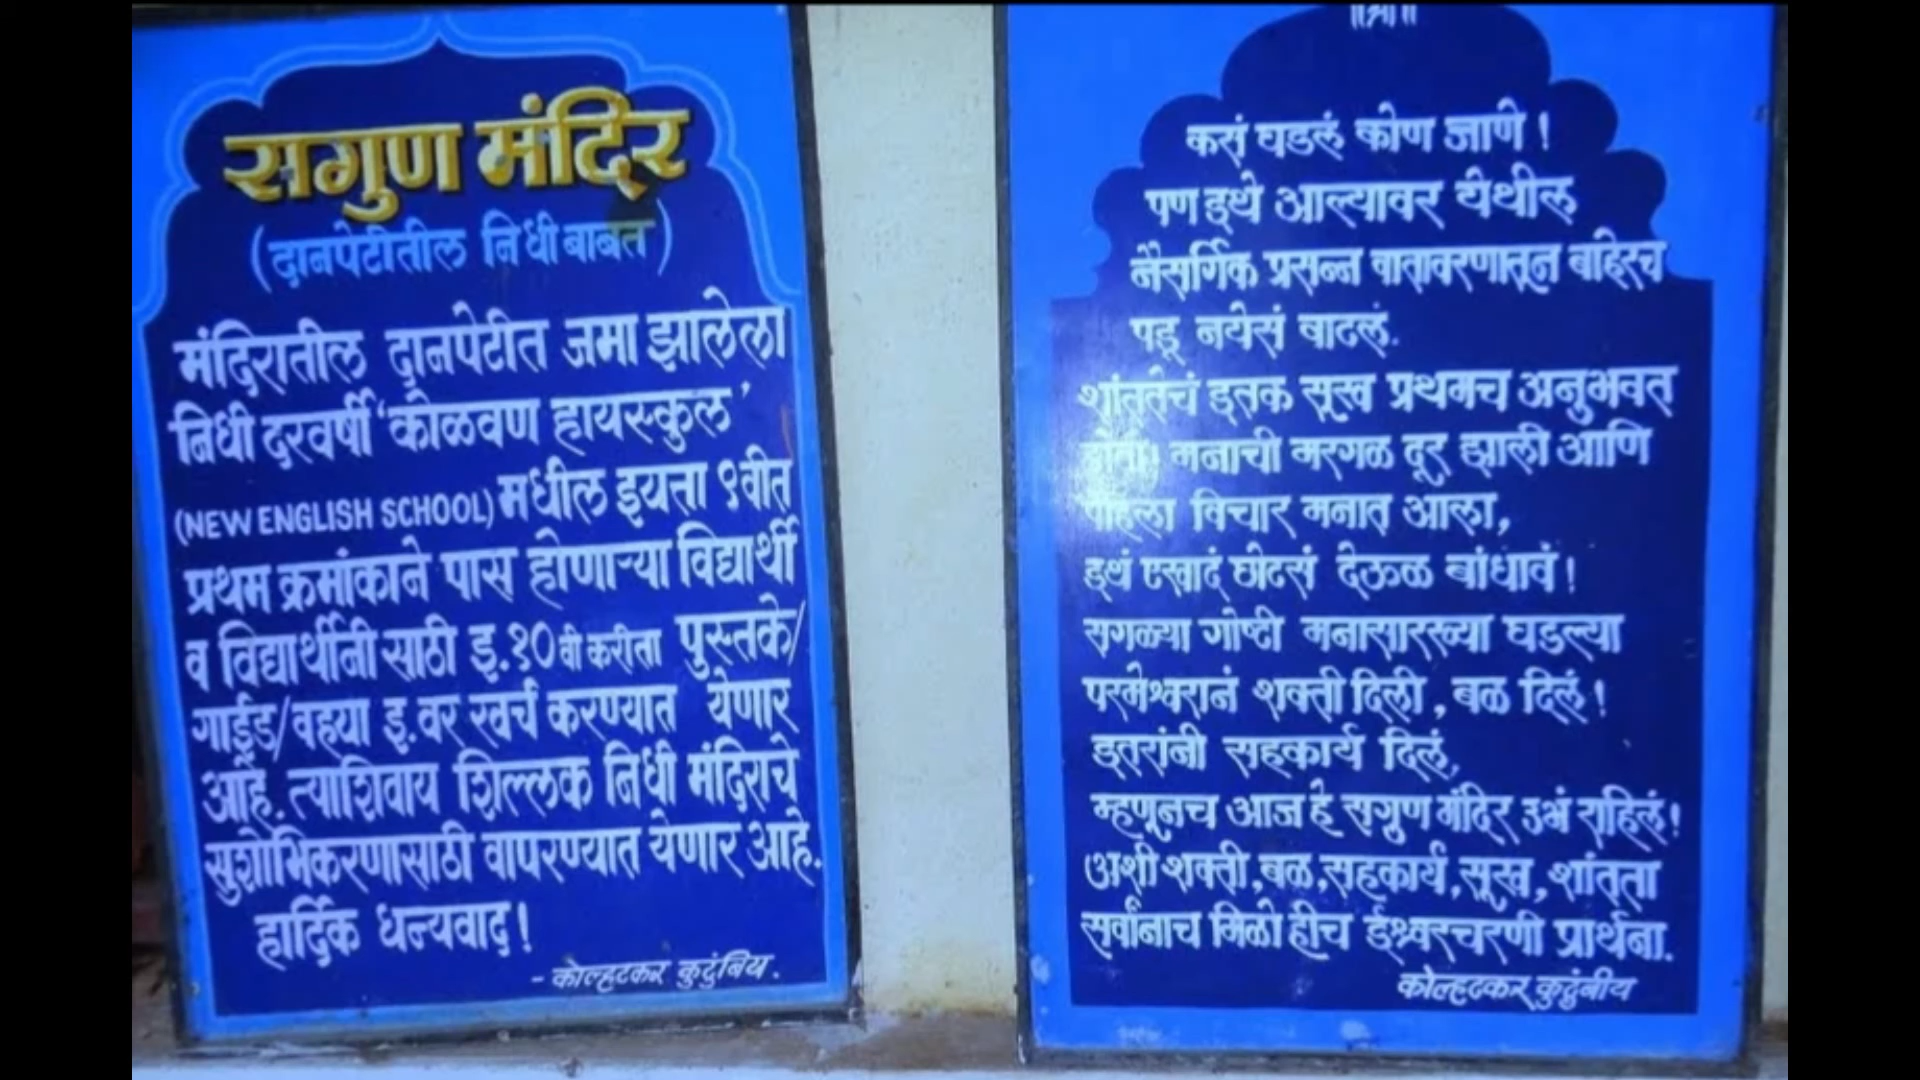 सगुण मंदिर
(दानपेटीतील निधी बाबत)
मंदिरातील दानपेटीत जमा झालेला
निधी दरवर्षी 'कोळवण हायस्कुल'
(NEW ENGLISH SCHOOL) मधील इयत्ता ९वीत
प्रथम क्रमांकाने पास होणाऱ्या विद्यार्थी
व विद्यार्थीनी साठी इ.१० वी करीता पुस्तके/
गाईड/वहया इ.वर खर्च करण्यात येणार
आहे. त्याशिवाय शिल्लक निधी मंदिराचे
सुशोभिकरणासाठी वापरण्यात येणार आहे.
हार्दिक धन्यवाद!
- कोल्हटकर कुटुंबिय.
॥श्री॥
कसं घडलं कोण जाणे!
पण इथे आल्यावर येथील
नैसर्गिक प्रसन्न वातावरणातून बाहेरच
पडू नयेसं वाटलं.
शांततेचं इतक सूख प्रथमच अनुभवत
होतो। मनाची मरगळ दूर झाली आणि
पहिला विचार मनात आला,
इथं एखादं छोटसं देऊळ बांधावं!
सगळ्या गोष्टी मनासारख्या घडल्या
परमेश्वरानं शक्ती दिली, बळ दिलं!
इतरांनी सहकार्य दिलं,
म्हणूनच आज हे सगुण मंदिर उभं राहिलं!
अशी शक्ती, बळ, सहकार्य, सूख, शांतता
सर्वांनाच मिळो हीच ईश्वरचरणी प्रार्थना.
कोल्हटकर कुटुंबीय